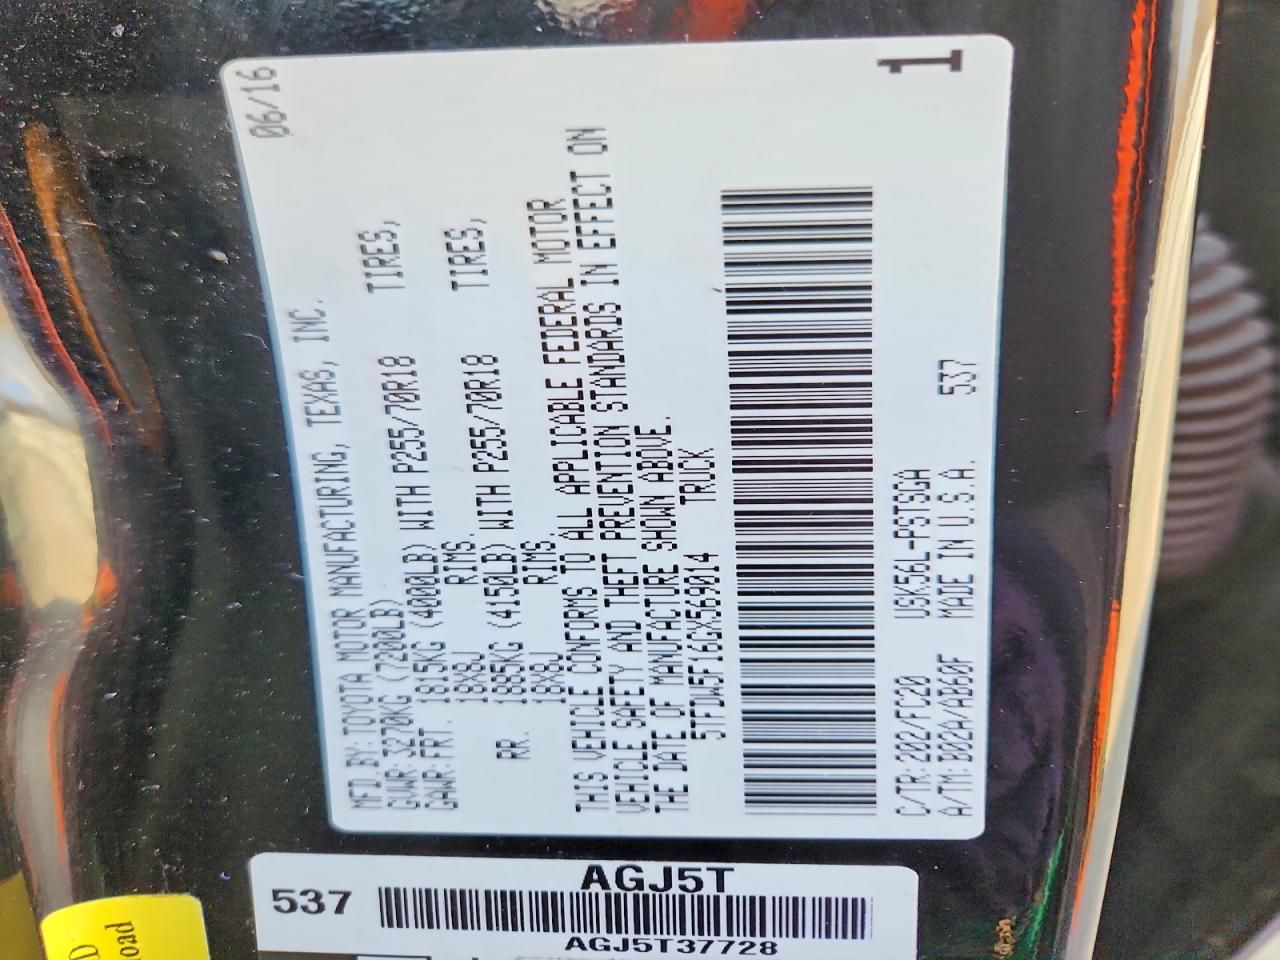 06/16
MFD.BY:TOYOTA MOTOR MANUFACTURING, TEXAS, INC.
GVWR:3270KG (7200LB)
GAWR:FRT. 1815KG (4000LB) WITH P255/70R18 TIRES,
18X8J RIMS.
RR. 1885KG (4150LB) WITH P255/70R18 TIRES,
18X8J RIMS.
THIS VEHICLE CONFORMS TO ALL APPLICABLE FEDERAL MOTOR
VEHICLE SAFETY AND THEFT PREVENTION STANDARDS IN EFFECT ON
THE DATE OF MANUFACTURE SHOWN ABOVE.
5TFUW5F16GX569014 TRUCK
C/TR:202/FC20 USK56L-PSTSGA
A/TM:B02A/AB60F MADE IN U.S.A. 537
1
AGJ5T
537
AGJ5T37728
D
oad